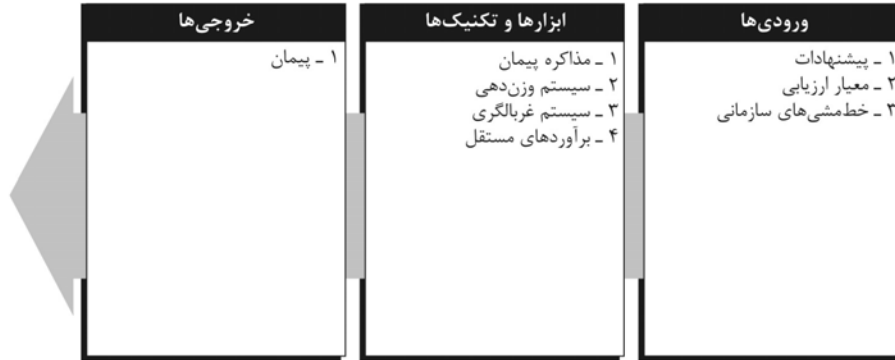 ورودی‌ها
۱ ـ پیشنهادات
۲ ـ معیار ارزیابی
۳ ـ خط‌مشی‌های سازمانی
ابزارها و تکنیک‌ها
۱ ـ مذاکره پیمان
۲ ـ سیستم وزن‌دهی
۳ ـ سیستم غربالگری
۴ ـ برآوردهای مستقل
خروجی‌ها
۱ ـ پیمان